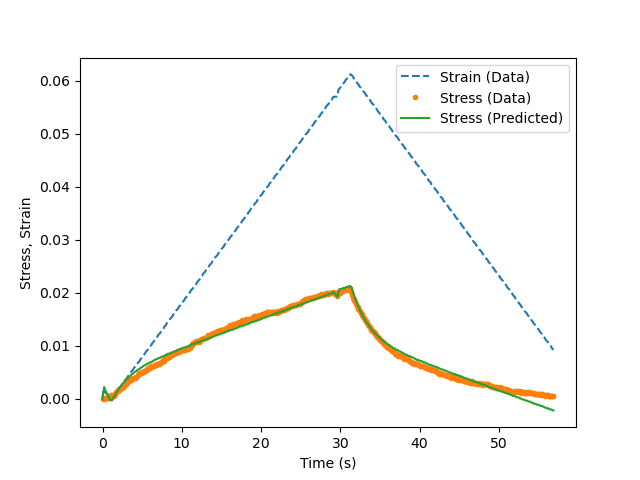 Strain (Data)
Stress (Data)
Stress (Predicted)
0.06
0.05
0.04
0.03
0.02
0.01
0.00
Stress, Strain
0
10
20
30
40
50
Time (s)